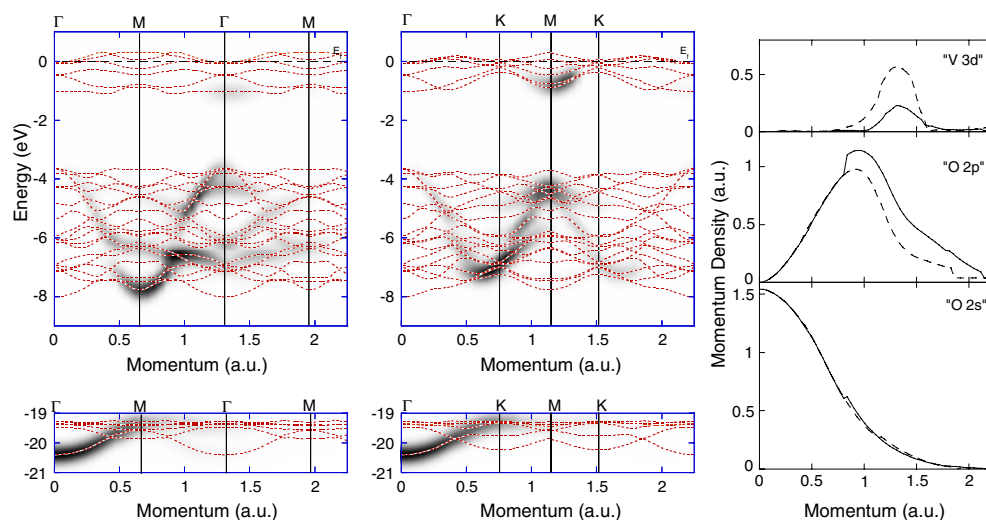 Γ M Γ M
E
0
-2
-4
-6
-8
Energy (eV)
0 0.5 1 1.5 2
Momentum (a.u.)
Γ K M K
E
0
-2
-4
-6
-8
0 0.5 1 1.5 2
Momentum (a.u.)
Γ M Γ M
-19
-20
-21
0 0.5 1 1.5 2
Momentum (a.u.)
Γ K M K
-19
-20
-21
0 0.5 1 1.5 2
Momentum (a.u.)
"V 3d"
0.5
0
"O 2p"
1
0.5
0
"O 2s"
1.5
1
0.5
0
Momentum Density (a.u.)
0 0.5 1 1.5 2
Momentum (a.u.)